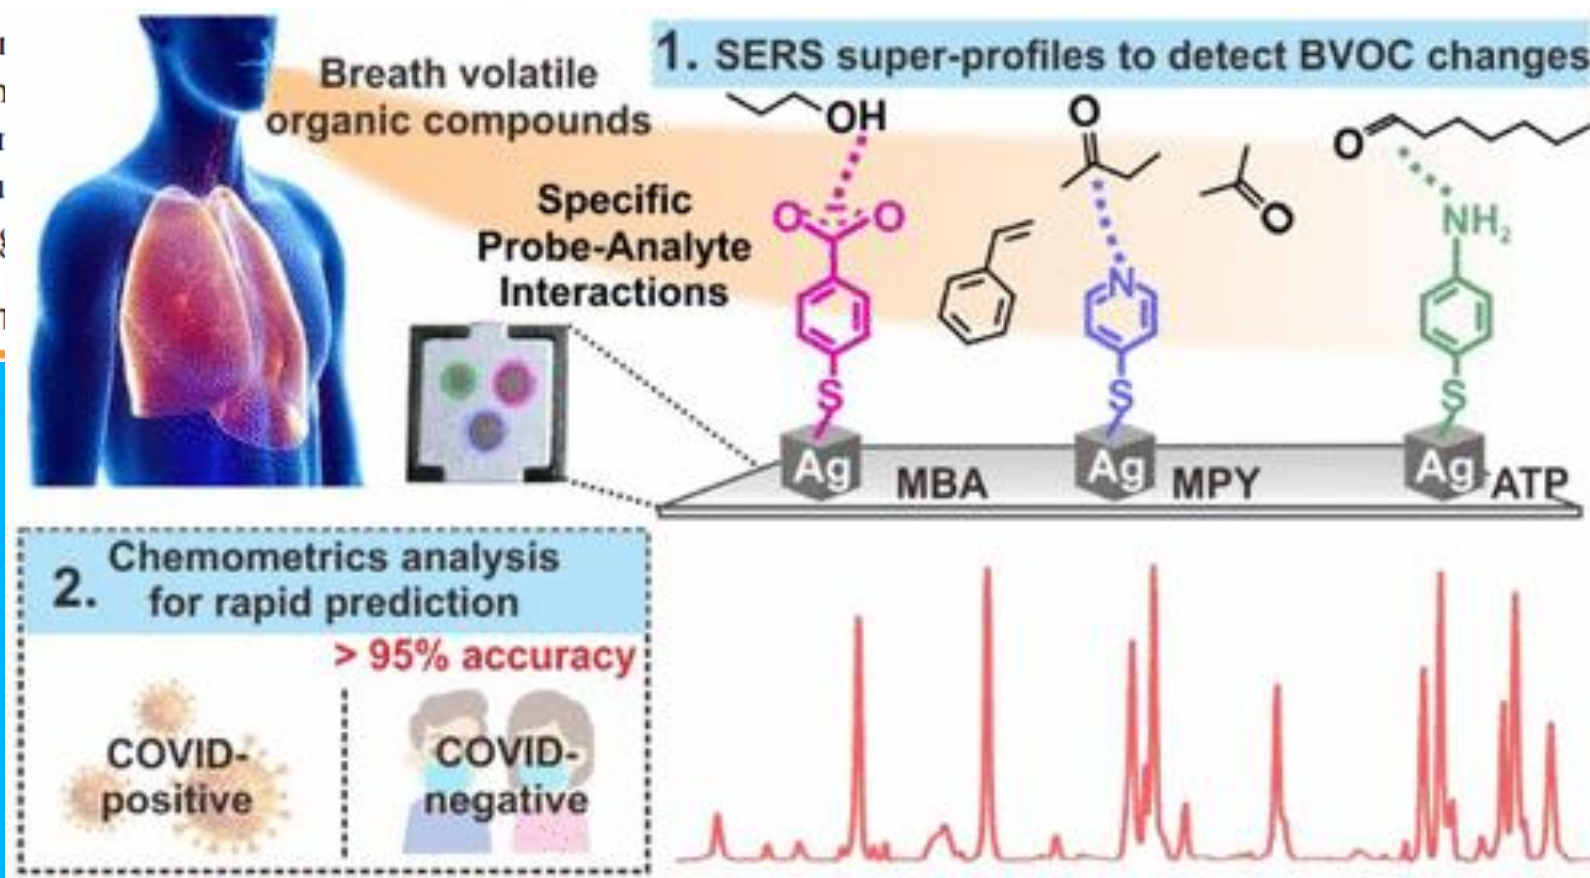 Breath volatile
organic compounds
1. SERS super-profiles to detect BVOC changes
Specific
Probe-Analyte
Interactions
OH
O
O
O
O
O
N
NH2
S
S
S
Ag
MBA
Ag
MPY
Ag
ATP
2. Chemometrics analysis
for rapid prediction
> 95% accuracy
COVID-
positive
COVID-
negative